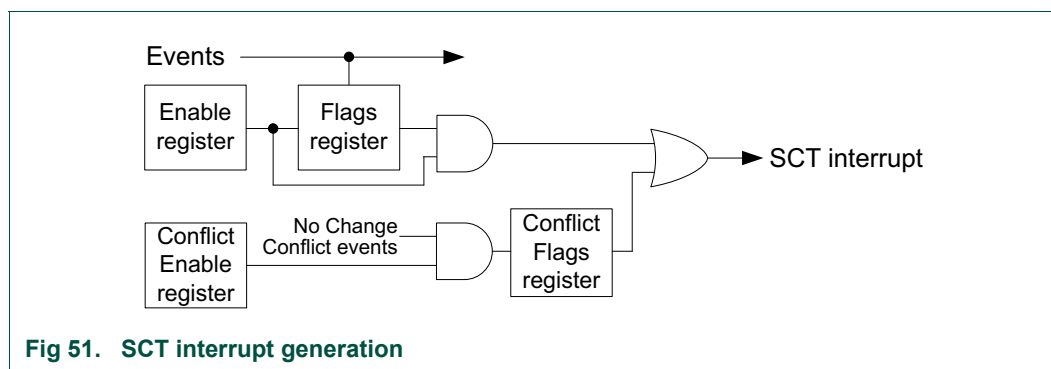 Events
Enable
register
Flags
register
SCT interrupt
No Change
Conflict events
Conflict
Enable
register
Conflict
Flags
register
Fig 51. SCT interrupt generation